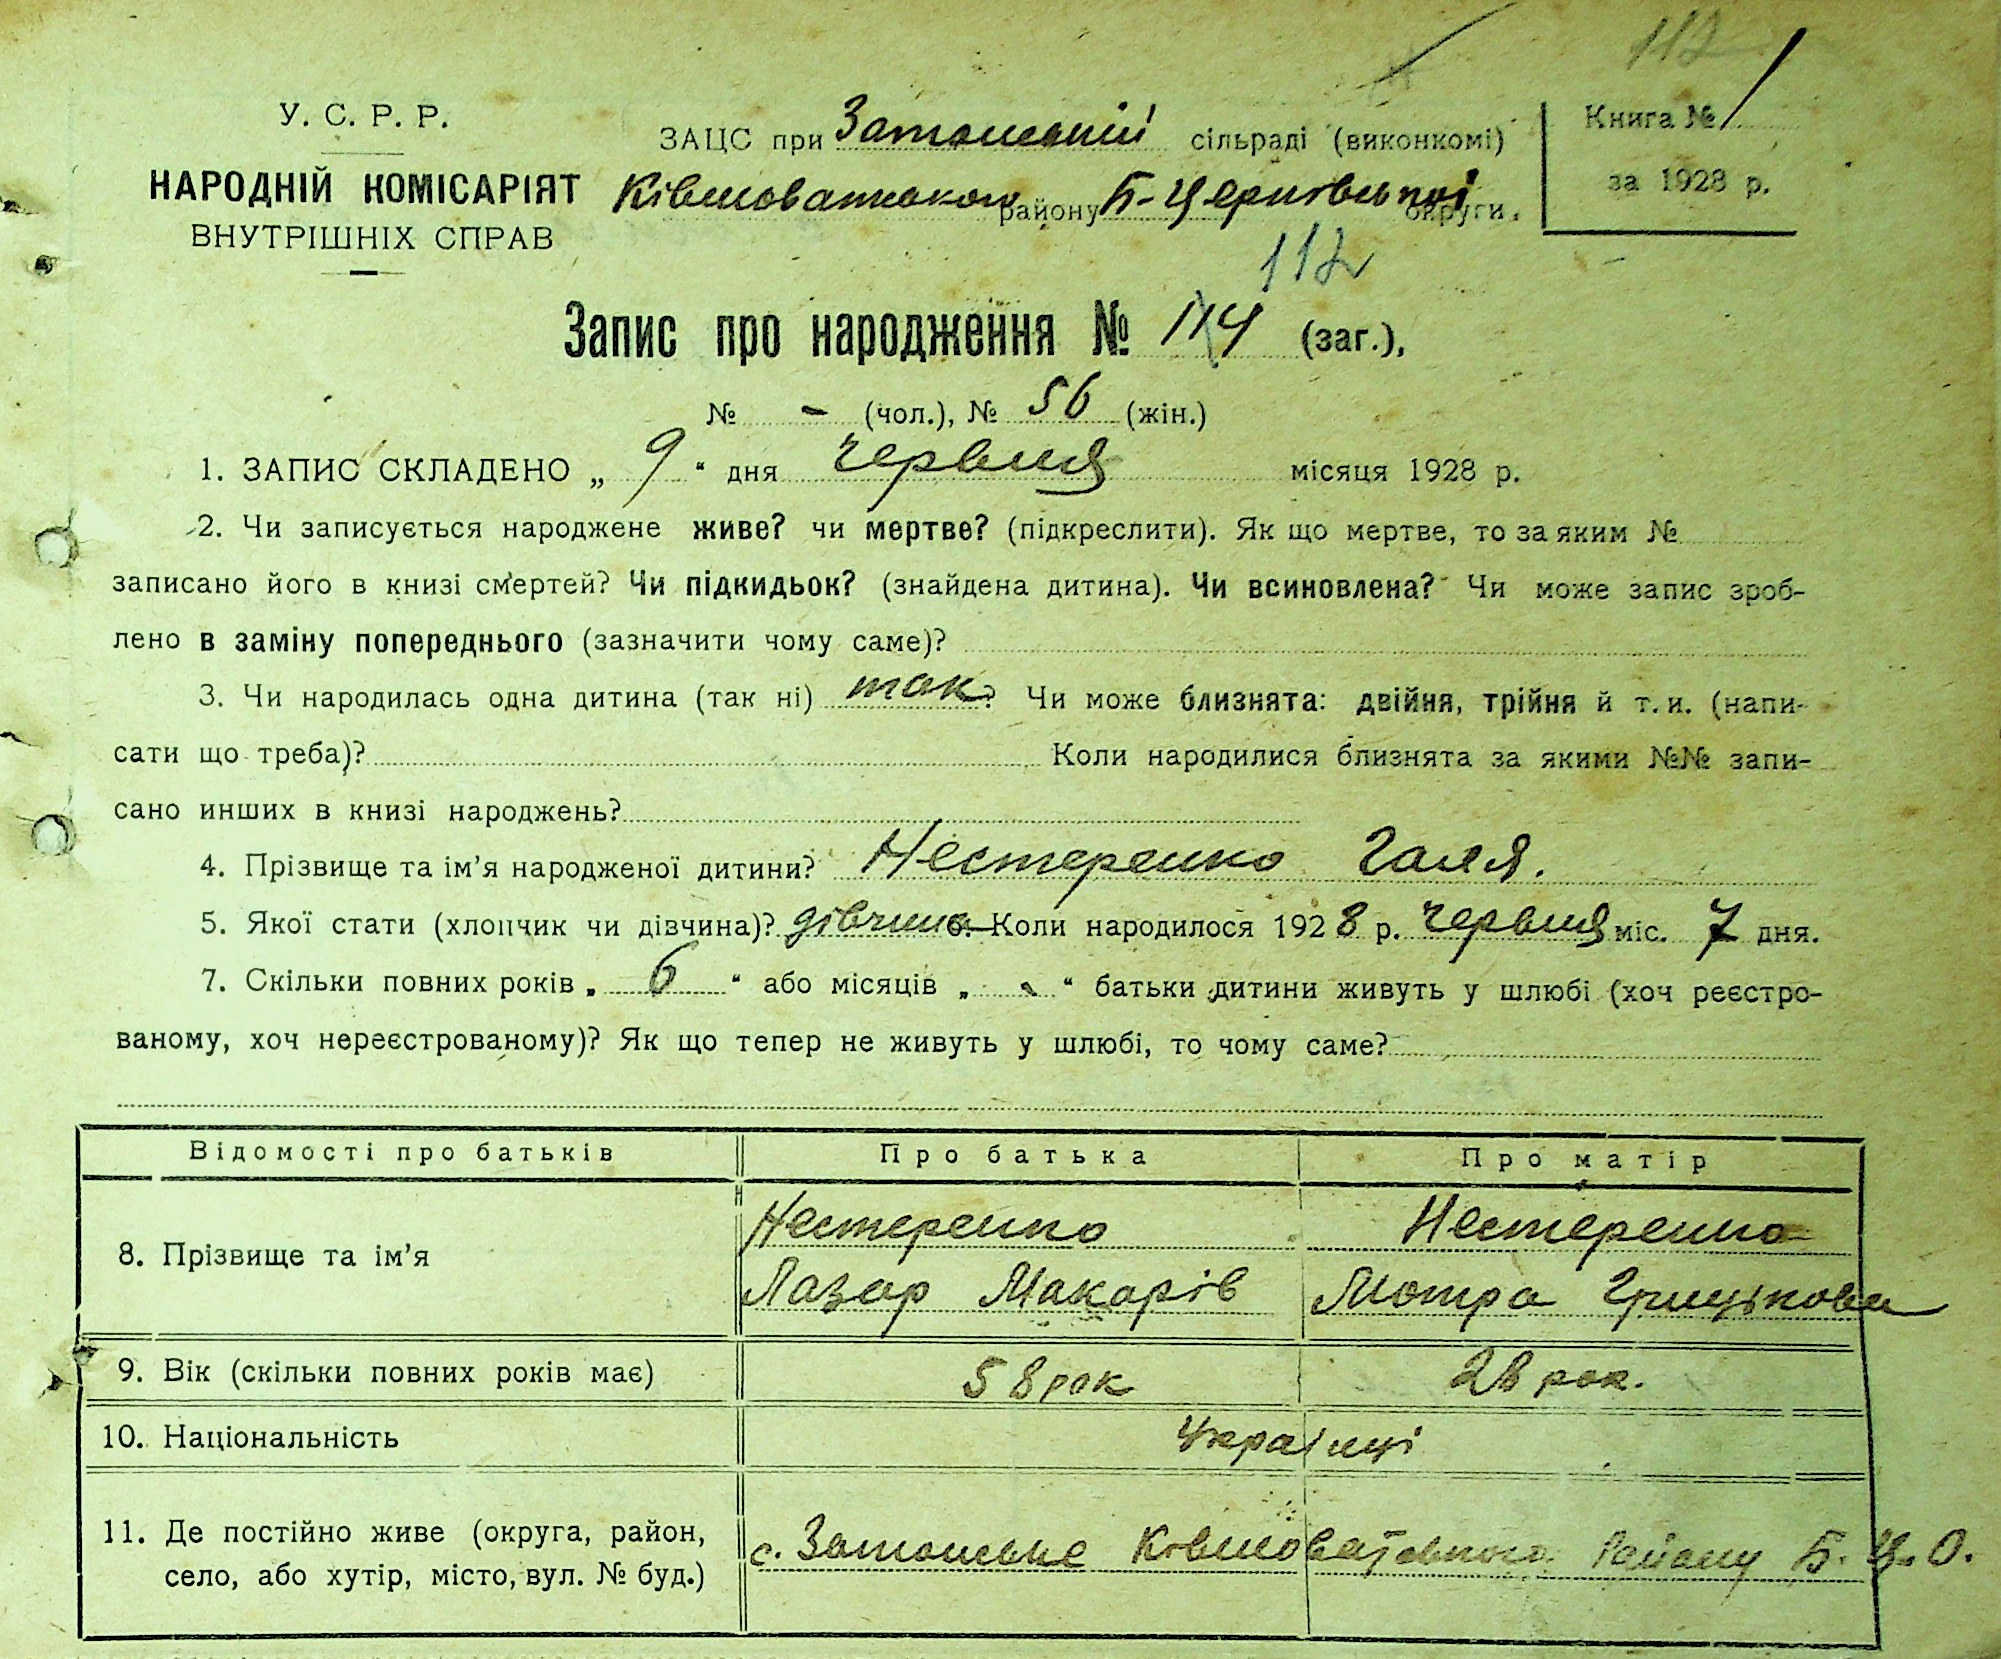 112
У. С. Р. Р.
НАРОДНІЙ КОМІСАРІЯТ
ВНУТРІШНІХ СПРАВ
ЗАЦС при Затонській сільраді (виконкомі)
Ківшоватського району Б-Церківської округи.
Книга № 1
за 1928 р.
112
Запис про народження № 114 (заг.),
№ - (чол.), № 56 (жін.)
1. ЗАПИС СКЛАДЕНО „ 9 “ дня червня місяця 1928 р.
2. Чи записується народжене живе? чи мертве? (підкреслити). Як що мертве, то за яким №
записано його в книзі см'ертей? Чи підкидьок? (знайдена дитина). Чи всиновлена? Чи може запис зроб-
лено в заміну попереднього (зазначити чому саме)?
3. Чи народилась одна дитина (так ні) так ? Чи може близнята: двійня, трійня й т. и. (напи-
сати що треба)? Коли народилися близнята за якими №№ запи-
сано инших в книзі народжень?
4. Прізвище та ім’я народженої дитини? Нестеренко Галя.
5. Якої стати (хлопчик чи дівчина)? дівчина. Коли народилося 1928 р. червня міс. 7 дня.
7. Скільки повних років „ 6 “ або місяців „ - “ батьки дитини живуть у шлюбі (хоч реєстро-
ваному, хоч нереєстрованому)? Як що тепер не живуть у шлюбі, то чому саме?
Відомості про батьків Про батька Про матір
8. Прізвище та ім’я
Нестеренко Нестеренко
Лазар Макарів Мотра Грицькова
9. Вік (скільки повних років має) 58 рок 28 рок.
10. Національність Українці
11. Де постійно живе (округа, район,
село, або хутір, місто, вул. № буд.)
с. Затонське Ківшоватського Району Б. Ц. О.